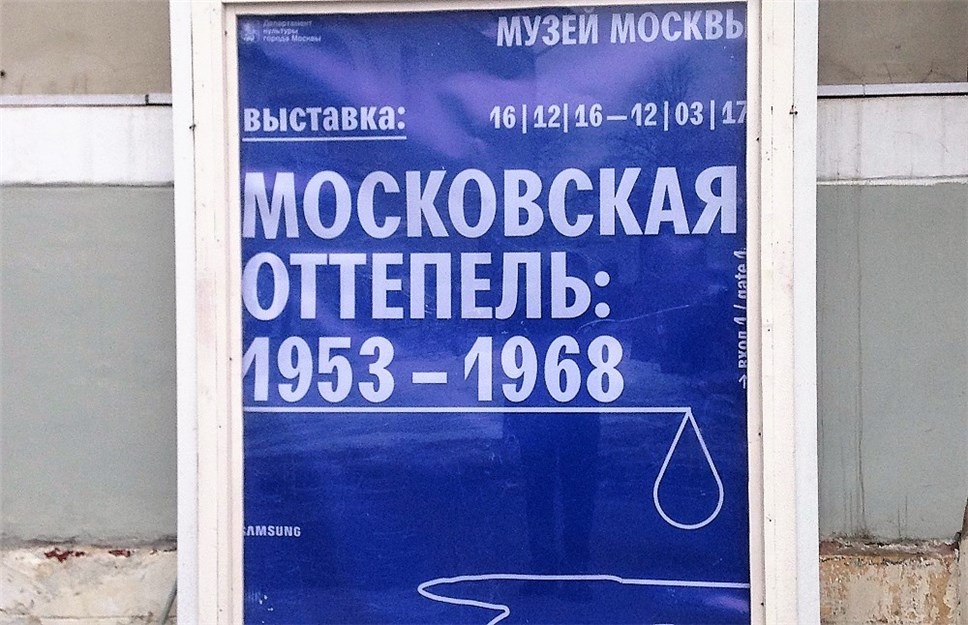 Департамент
культуры
города Москвы
МУЗЕЙ МОСКВЫ
выставка:
16|12|16—12|03|17
МОСКОВСКАЯ
ОТТЕПЕЛЬ:
1953–1968
→ вход 1 / gate 1
SAMSUNG